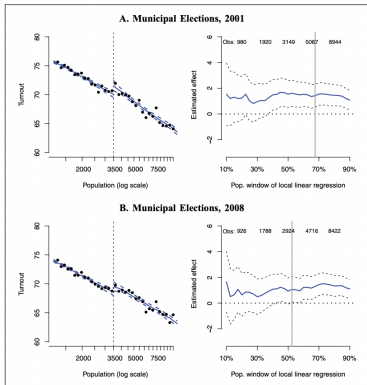 A. Municipal Elections, 2001
80
75
70
65
60
Turnout
2000 3500 5000 7500
Population (log scale)
Obs: 980 1920 3149 5067 8944
6
4
2
0
−2
Estimated effect
10% 30% 50% 70% 90%
Pop. window of local linear regression
B. Municipal Elections, 2008
80
75
70
65
60
Turnout
2000 3500 5000 7500
Population (log scale)
Obs: 926 1788 2924 4716 8422
6
4
2
0
−2
Estimated effect
10% 30% 50% 70% 90%
Pop. window of local linear regression